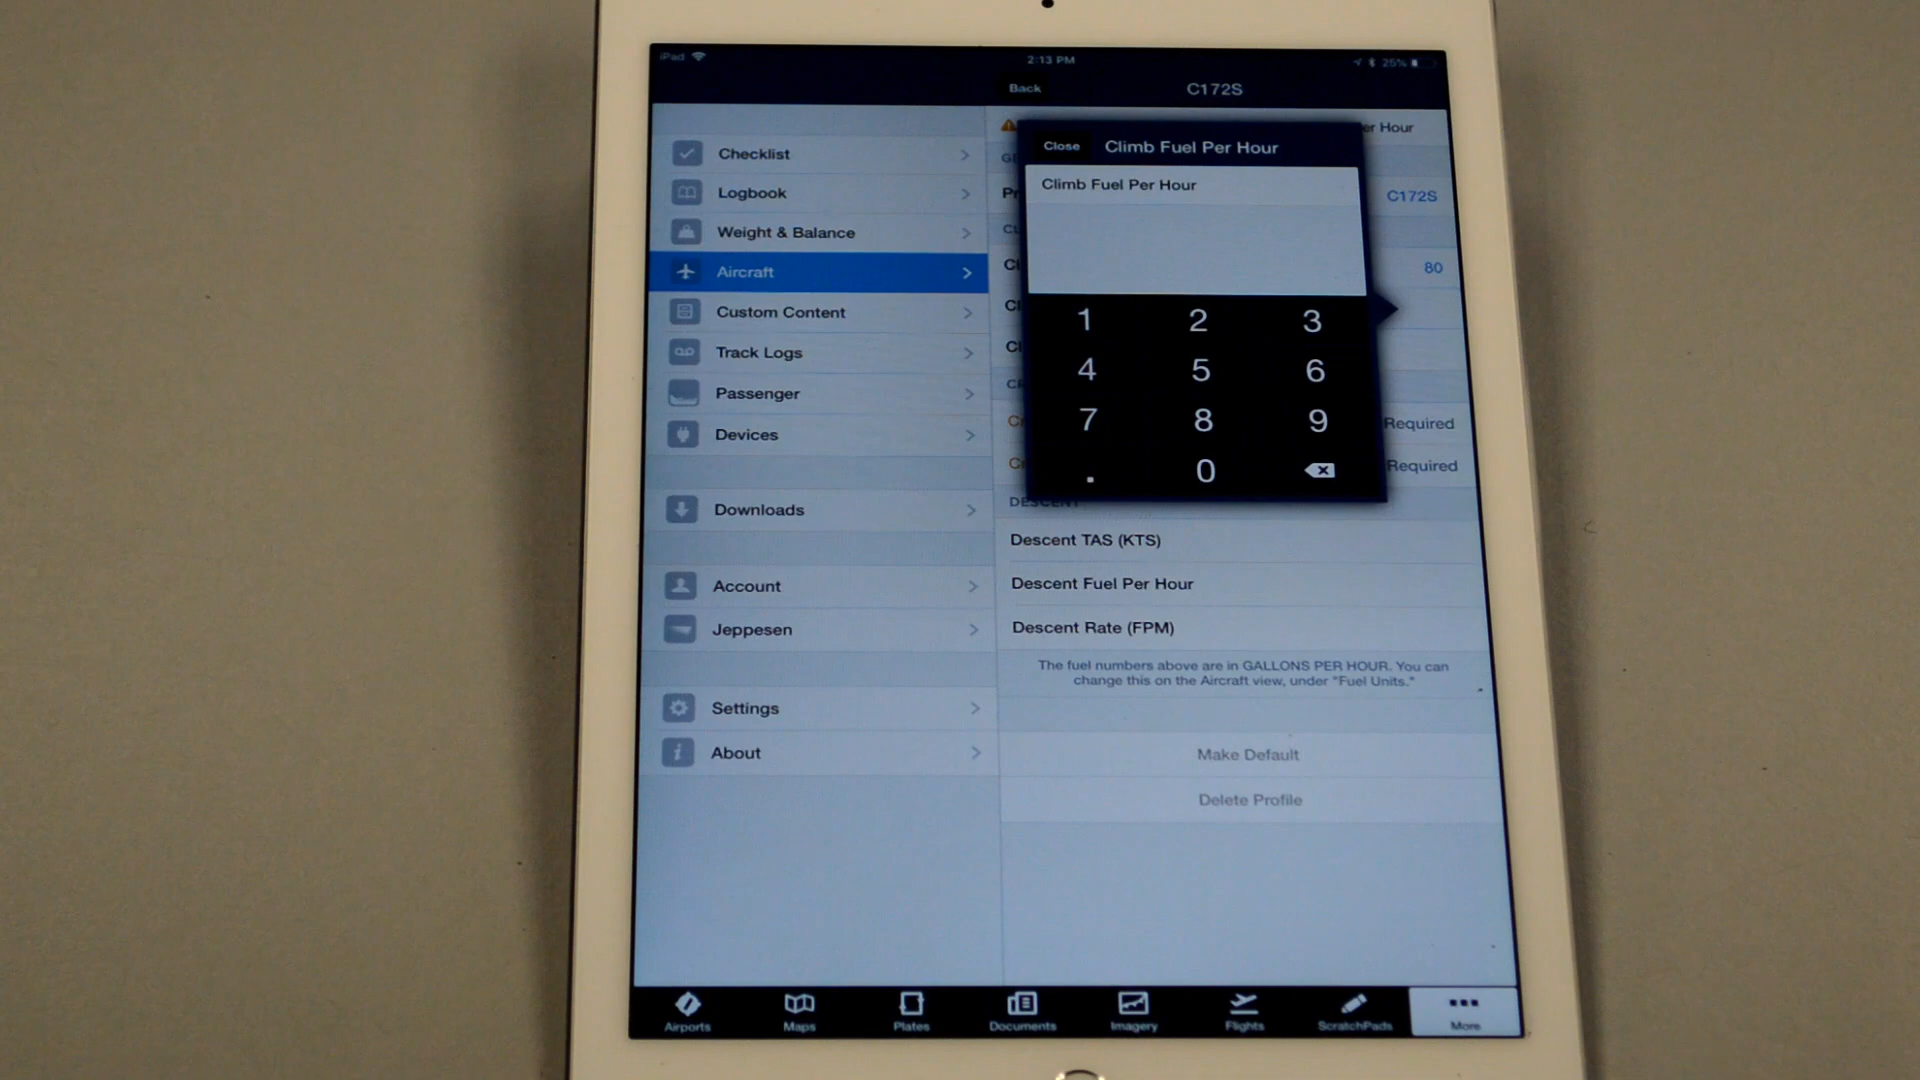 iPad
2:13 PM
25%
Back
C172S
Checklist
Logbook
Weight & Balance
Aircraft
Custom Content
Track Logs
Passenger
Devices
Downloads
Account
Jeppesen
Settings
About
er Hour
C172S
80
Required
Required
Close
Climb Fuel Per Hour
Climb Fuel Per Hour
1 2 3
4 5 6
7 8 9
. 0
DESCENT
Descent TAS (KTS)
Descent Fuel Per Hour
Descent Rate (FPM)
The fuel numbers above are in GALLONS PER HOUR. You can
change this on the Aircraft view, under "Fuel Units."
Make Default
Delete Profile
Airports
Maps
Plates
Documents
Imagery
Flights
ScratchPads
More